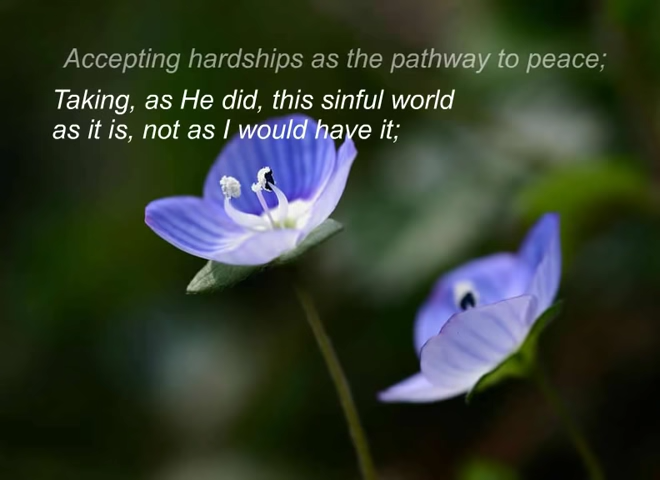 Accepting hardships as the pathway to peace;
Taking, as He did, this sinful world
as it is, not as I would have it;